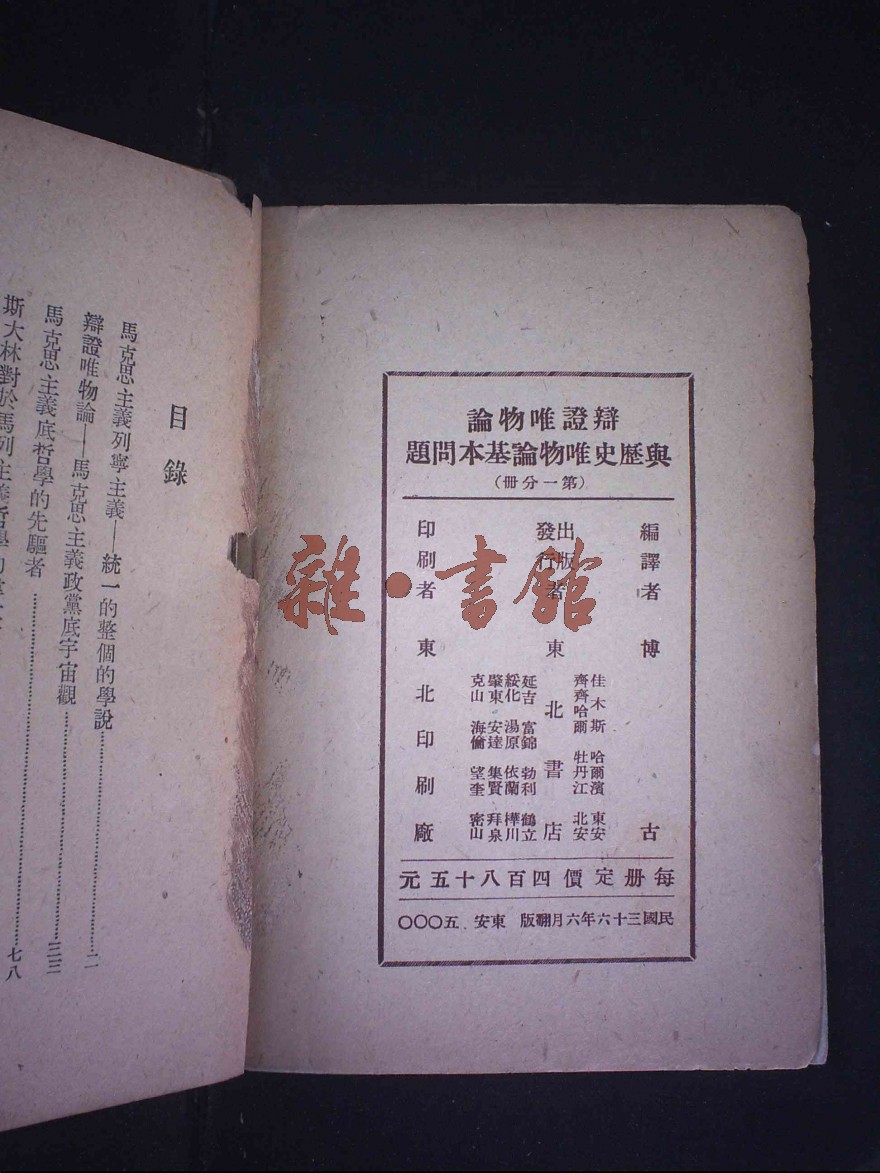 辯證唯物論
與歷史唯物論基本問題
(第一分冊)
編譯者 博古
出版
發行者 東北書店
佳木斯 哈爾濱 東安
齊齊哈爾 牡丹江 北安
延吉 富錦 勃利 鶴立
綏化 湯原 依蘭 樺川
肇東 安達 集賢 拜泉
克山 海倫 望奎 密山
印刷者 東北印刷廠
每冊定價四百八十五元
民國三十六年六月翻版 東安 5000
目錄
馬克思主義列寧主義——統一的整個的學說 二
辯證唯物論——馬克思主義政黨底宇宙觀 三三
馬克思主義底哲學的先驅者 七八
斯大林對於馬列主義哲學
雜·書館